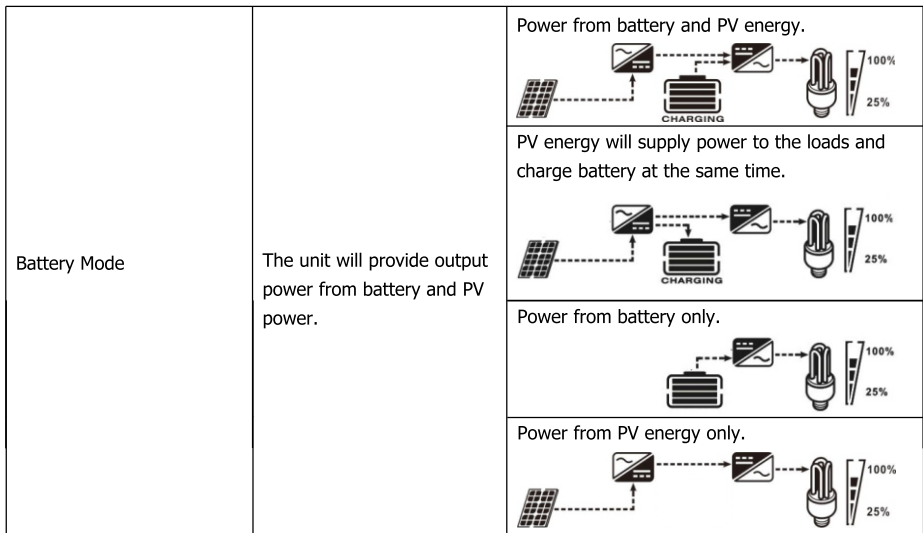 Battery Mode
The unit will provide output
power from battery and PV
power.
Power from battery and PV energy.
100%
25%
CHARGING
PV energy will supply power to the loads and
charge battery at the same time.
100%
25%
CHARGING
Power from battery only.
100%
25%
Power from PV energy only.
100%
25%